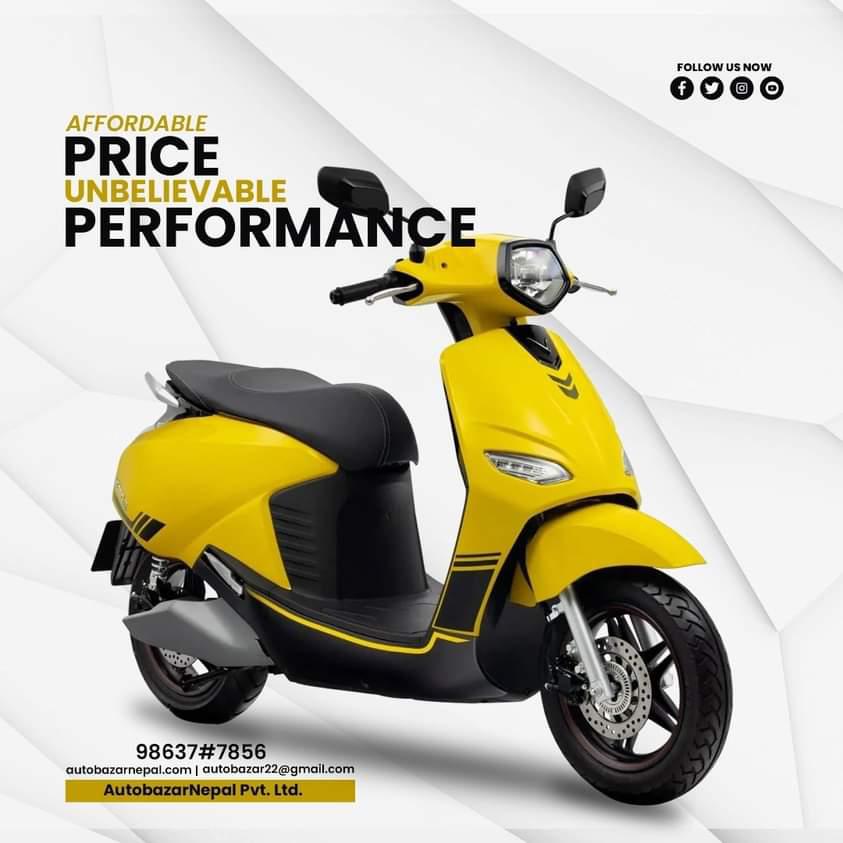 FOLLOW US NOW
AFFORDABLE
PRICE
UNBELIEVABLE
PERFORMANCE
98637#7856
autobazarnepal.com | autobazar22@gmail.com
AutobazarNepal Pvt. Ltd.